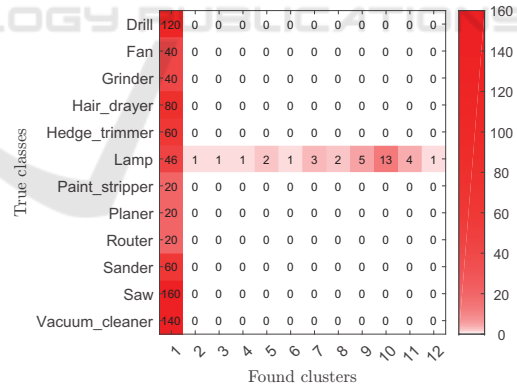 LOGY PUBLICATIONS
160
Drill 120 0 0 0 0 0 0 0 0 0 0 0
Fan 40 0 0 0 0 0 0 0 0 0 0 0
140
Grinder 40 0 0 0 0 0 0 0 0 0 0 0
120
Hair_drayer 80 0 0 0 0 0 0 0 0 0 0 0
Hedge_trimmer 60 0 0 0 0 0 0 0 0 0 0 0
100
Lamp 46 1 1 1 2 1 3 2 5 13 4 1
80
Paint_stripper 20 0 0 0 0 0 0 0 0 0 0 0
60
Planer 20 0 0 0 0 0 0 0 0 0 0 0
Router 20 0 0 0 0 0 0 0 0 0 0 0
40
Sander 60 0 0 0 0 0 0 0 0 0 0 0
20
Saw 160 0 0 0 0 0 0 0 0 0 0 0
Vacuum_cleaner 140 0 0 0 0 0 0 0 0 0 0 0
0
1 2 3 4 5 6 7 8 9 10 11 12
Found clusters
True classes